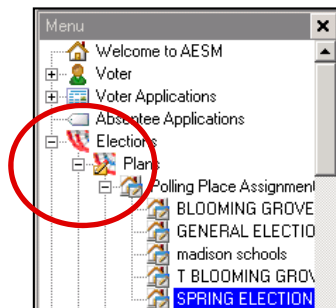 Menu
Welcome to AESM
Voter
Voter Applications
Absentee Applications
Elections
Plans
Polling Place Assignment
BLOOMING GROVE
GENERAL ELECTIO
madison schools
T BLOOMING GROV
SPRING ELECTION